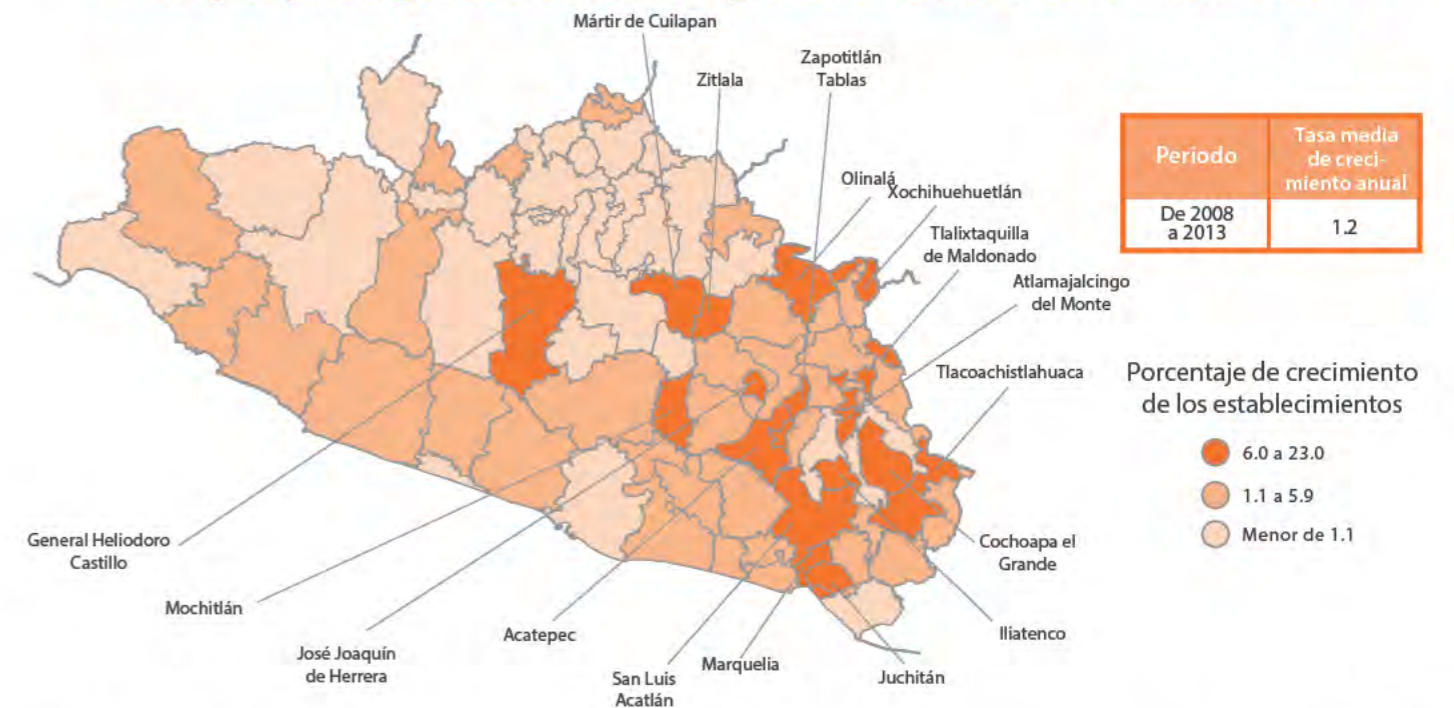 Mártir de Cuilapan
Zitlala
Zapotitlán
Tablas
Olinalá
Xochihuehuetlán
Tlalixtaquilla
de Maldonado
Atlamajalcingo
del Monte
Tlacoachistlahuaca
Cochoapa el
Grande
Iliatenco
Juchitán
Marquelia
San Luis
Acatlán
Acatepec
José Joaquín
de Herrera
Mochitlán
General Heliodoro
Castillo
Periodo
Tasa media
de creci-
miento anual
De 2008
a 2013
1.2
Porcentaje de crecimiento
de los establecimientos
6.0 a 23.0
1.1 a 5.9
Menor de 1.1